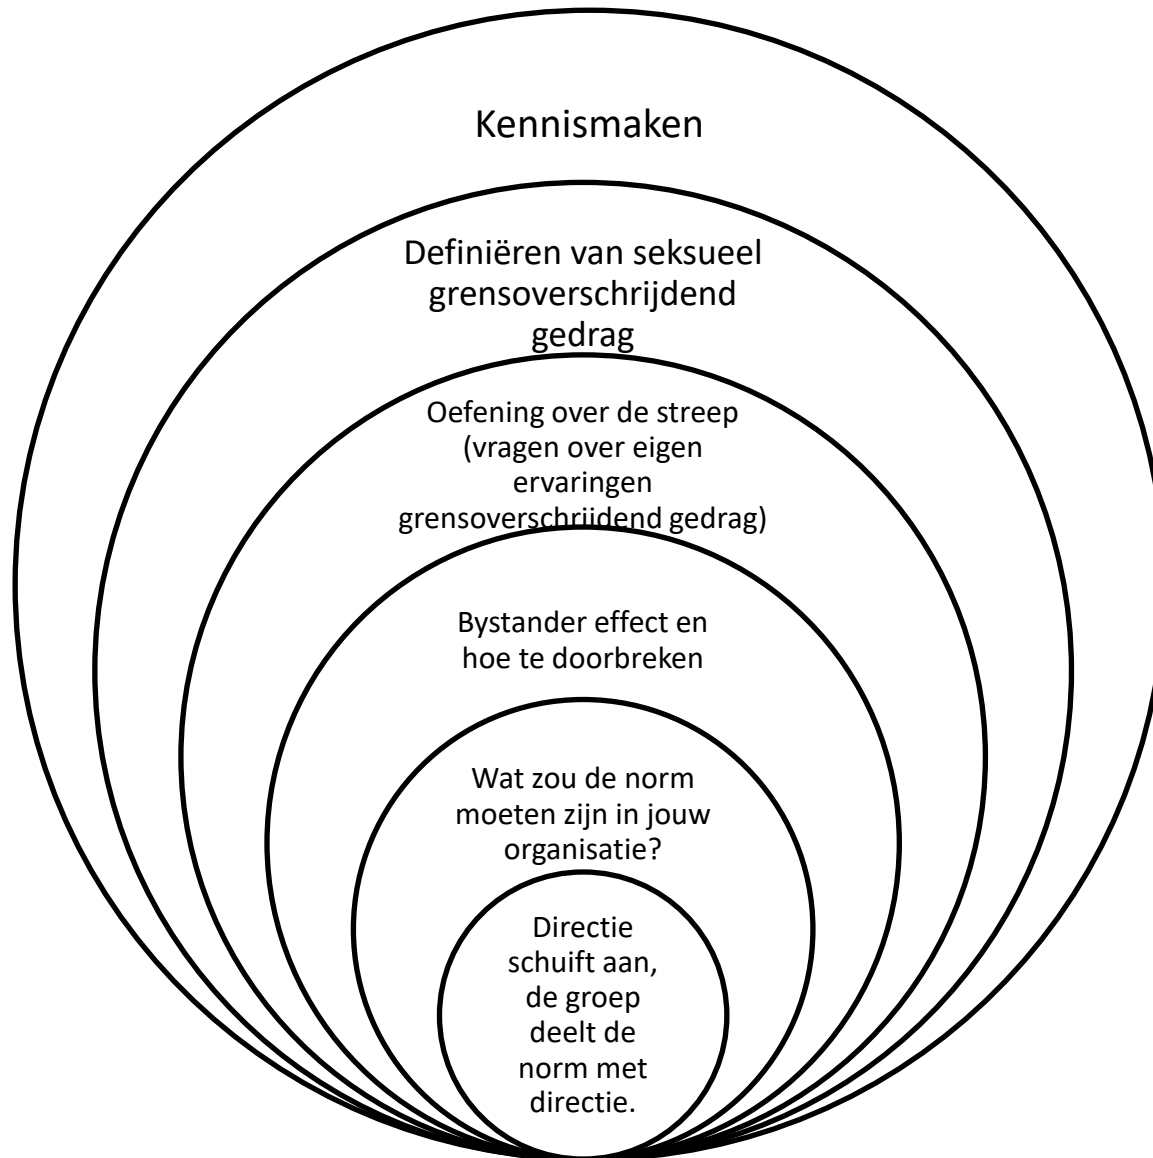 Kennismaken
Definiëren van seksueel
grensoverschrijdend
gedrag
Oefening over de streep
(vragen over eigen
ervaringen
grensoverschrijdend gedrag)
Bystander effect en
hoe te doorbreken
Wat zou de norm
moeten zijn in jouw
organisatie?
Directie
schuift aan,
de groep
deelt de
norm met
directie.